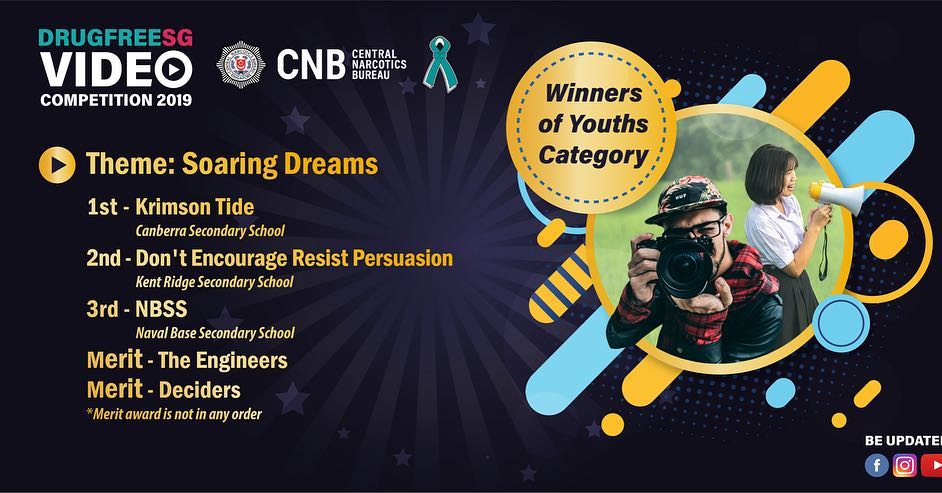 DRUGFREESG
VIDEO
COMPETITION 2019
CNB CENTRAL
NARCOTICS
BUREAU
Winners
of Youths
Category
Theme: Soaring Dreams
1st - Krimson Tide
Canberra Secondary School
2nd - Don't Encourage Resist Persuasion
Kent Ridge Secondary School
3rd - NBSS
Naval Base Secondary School
Merit - The Engineers
Merit - Deciders
*Merit award is not in any order
HUF
BE UPDATE